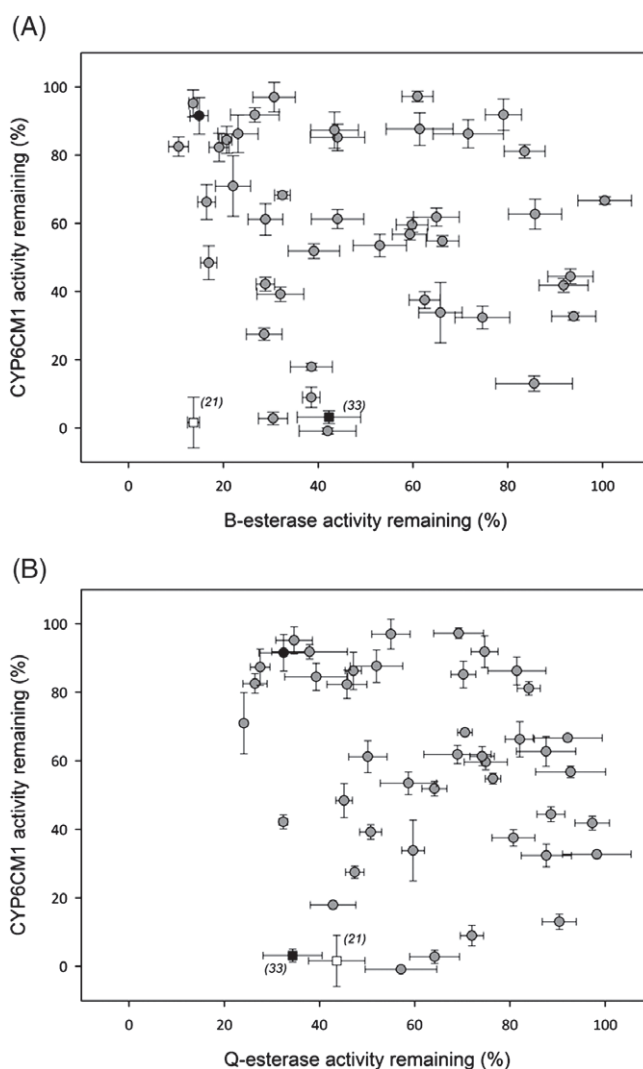 (A)
CYP6CM1 activity remaining (%)
100
80
60
40
20
0
(21)
(33)
0 20 40 60 80 100
B-esterase activity remaining (%)
(B)
CYP6CM1 activity remaining (%)
100
80
60
40
20
0
(33)
(21)
0 20 40 60 80 100
Q-esterase activity remaining (%)